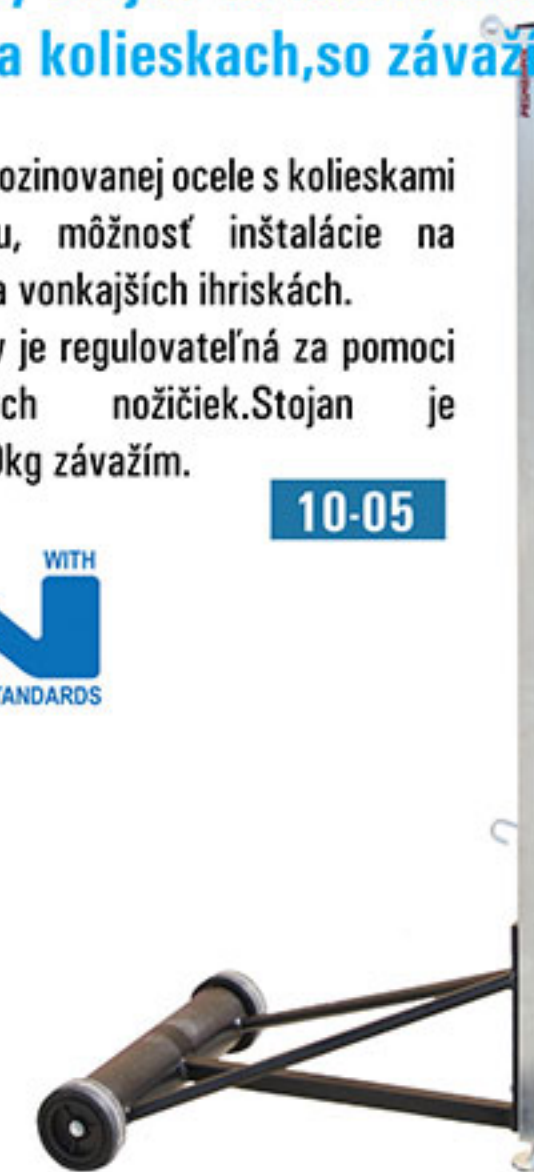 a kolieskach,so závaží
ozinovanej ocele s kolieskami
u, môžnosť inštalácie na
a vonkajších ihriskách.
y je regulovateľná za pomoci
ch nožičiek.Stojan je
0kg závažím.
10-05
WITH
TANDARDS